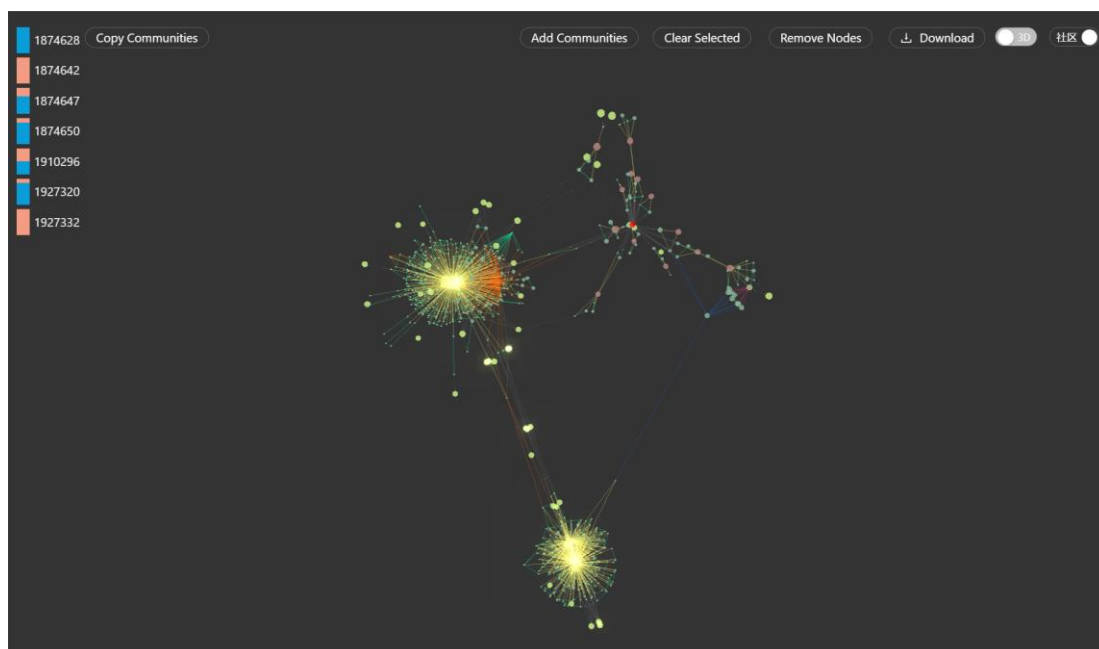 1874628
Copy Communities
Add Communities
Clear Selected
Remove Nodes
Download
3D
社区
1874642
1874647
1874650
1910296
1927320
1927332